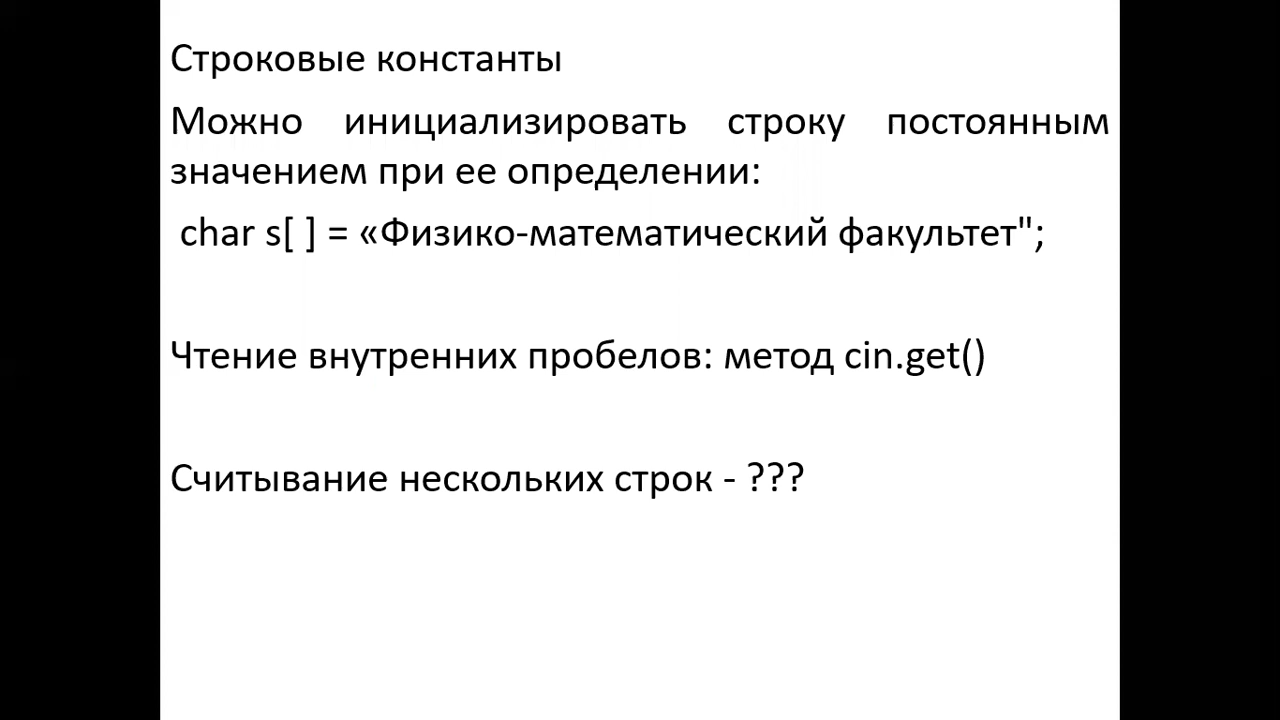 Строковые константы
Можно инициализировать строку постоянным
значением при ее определении:
char s[ ] = «Физико-математический факультет";
Чтение внутренних пробелов: метод cin.get()
Считывание нескольких строк - ???